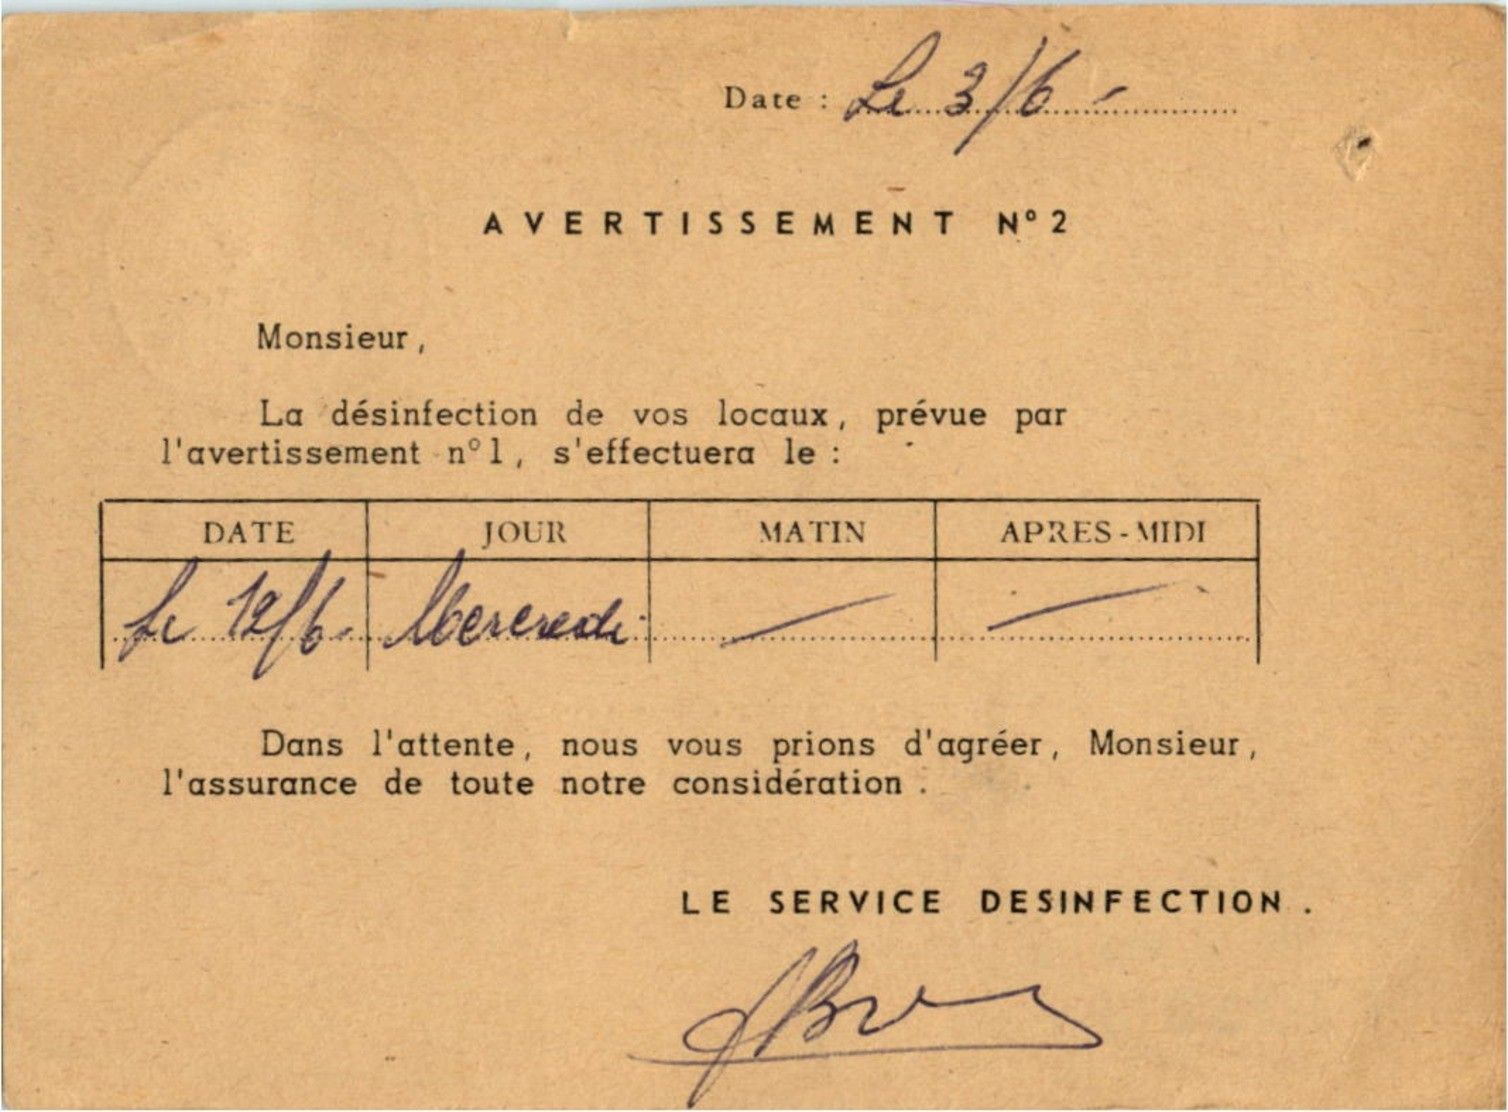 Date : Le 3/6 -
AVERTISSEMENT N° 2
Monsieur,
La désinfection de vos locaux, prévue par
l'avertissement n°1, s'effectuera le :
DATE JOUR MATIN APRES-MIDI
Le 12/6. Mercredi — —
Dans l'attente, nous vous prions d'agréer, Monsieur,
l'assurance de toute notre considération .
LE SERVICE DESINFECTION .